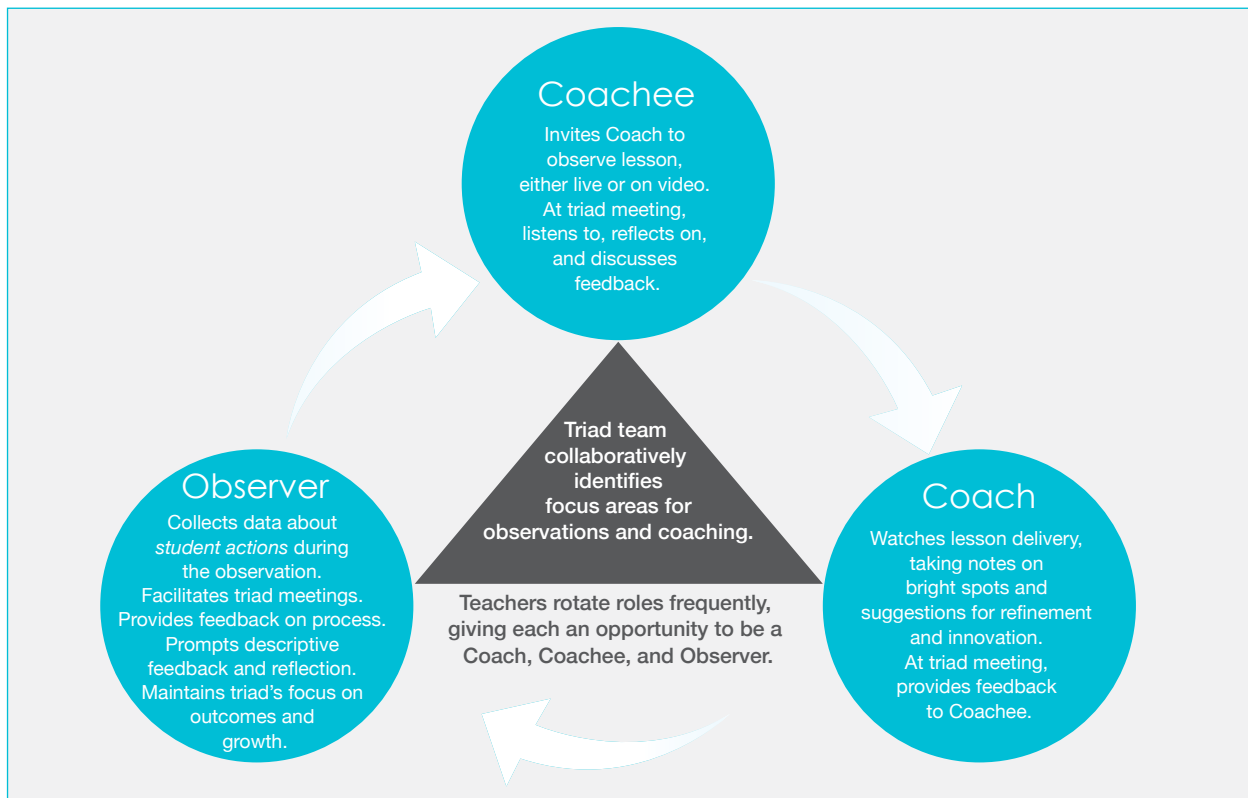 Coachee
Invites Coach to
observe lesson,
either live or on video.
At triad meeting,
listens to, reflects on,
and discusses
feedback.
Triad team
collaboratively
identifies
focus areas for
observations and coaching.
Observer
Collects data about
student actions during
the observation.
Facilitates triad meetings.
Provides feedback on process.
Prompts descriptive
feedback and reflection.
Maintains triad’s focus on
outcomes and
growth.
Teachers rotate roles frequently,
giving each an opportunity to be a
Coach, Coachee, and Observer.
Coach
Watches lesson delivery,
taking notes on
bright spots and
suggestions for refinement
and innovation.
At triad meeting,
provides feedback
to Coachee.